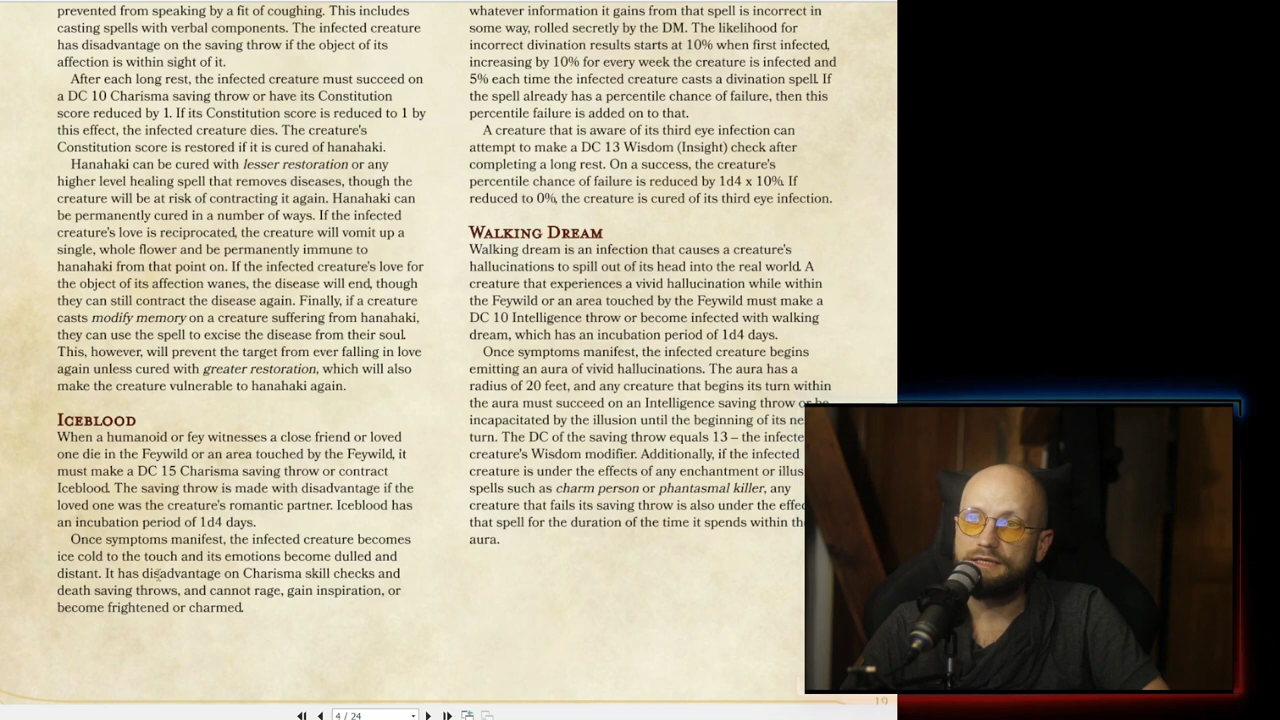 prevented from speaking by a fit of coughing. This includes
casting spells with verbal components. The infected creature
has disadvantage on the saving throw if the object of its
affection is within sight of it.
After each long rest, the infected creature must succeed on
a DC 10 Charisma saving throw or have its Constitution
score reduced by 1. If its Constitution score is reduced to 1 by
this effect, the infected creature dies. The creature's
Constitution score is restored if it is cured of hanahaki.
Hanahaki can be cured with lesser restoration or any
higher level healing spell that removes diseases, though the
creature will be at risk of contracting it again. Hanahaki can
be permanently cured in a number of ways. If the infected
creature's love is reciprocated, the creature will vomit up a
single, whole flower and be permanently immune to
hanahaki from that point on. If the infected creature's love for
the object of its affection wanes, the disease will end, though
they can still contract the disease again. Finally, if a creature
casts modify memory on a creature suffering from hanahaki,
they can use the spell to excise the disease from their soul.
This, however, will prevent the target from ever falling in love
again unless cured with greater restoration, which will also
make the creature vulnerable to hanahaki again.
Iceblood
When a humanoid or fey witnesses a close friend or loved
one die in the Feywild or an area touched by the Feywild, it
must make a DC 15 Charisma saving throw or contract
Iceblood. The saving throw is made with disadvantage if the
loved one was the creature's romantic partner. Iceblood has
an incubation period of 1d4 days.
Once symptoms manifest, the infected creature becomes
ice cold to the touch and its emotions become dulled and
distant. It has disadvantage on Charisma skill checks and
death saving throws, and cannot rage, gain inspiration, or
become frightened or charmed.
whatever information it gains from that spell is incorrect in
some way, rolled secretly by the DM. The likelihood for
incorrect divination results starts at 10% when first infected,
increasing by 10% for every week the creature is infected and
5% each time the infected creature casts a divination spell. If
the spell already has a percentile chance of failure, then this
percentile failure is added on to that.
A creature that is aware of its third eye infection can
attempt to make a DC 13 Wisdom (Insight) check after
completing a long rest. On a success, the creature's
percentile chance of failure is reduced by 1d4 x 10%. If
reduced to 0%, the creature is cured of its third eye infection.
Walking Dream
Walking dream is an infection that causes a creature's
hallucinations to spill out of its head into the real world. A
creature that experiences a vivid hallucination while within
the Feywild or an area touched by the Feywild must make a
DC 10 Intelligence throw or become infected with walking
dream, which has an incubation period of 1d4 days.
Once symptoms manifest, the infected creature begins
emitting an aura of vivid hallucinations. The aura has a
radius of 20 feet, and any creature that begins its turn within
the aura must succeed on an Intelligence saving throw or be
incapacitated by the illusion until the beginning of its ne
turn. The DC of the saving throw equals 13 – the infecte
creature's Wisdom modifier. Additionally, if the infected
creature is under the effects of any enchantment or illus
spells such as charm person or phantasmal killer, any
creature that fails its saving throw is also under the effec
that spell for the duration of the time it spends within th
aura.
19
4 / 24